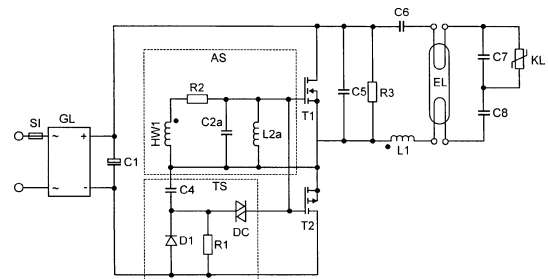 C6
AS
R2
T1
C5
R3
EL
C7
KL
SI
GL
HW1
C2a
L2a
C8
~ +
~ -
C1
L1
C4
TS
DC
T2
D1
R1